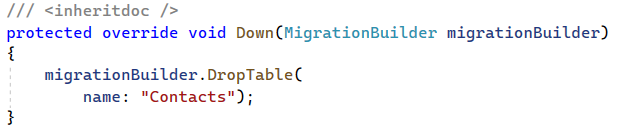 /// <inheritdoc />
protected override void Down(MigrationBuilder migrationBuilder)
{
    migrationBuilder.DropTable(
        name: "Contacts");
}